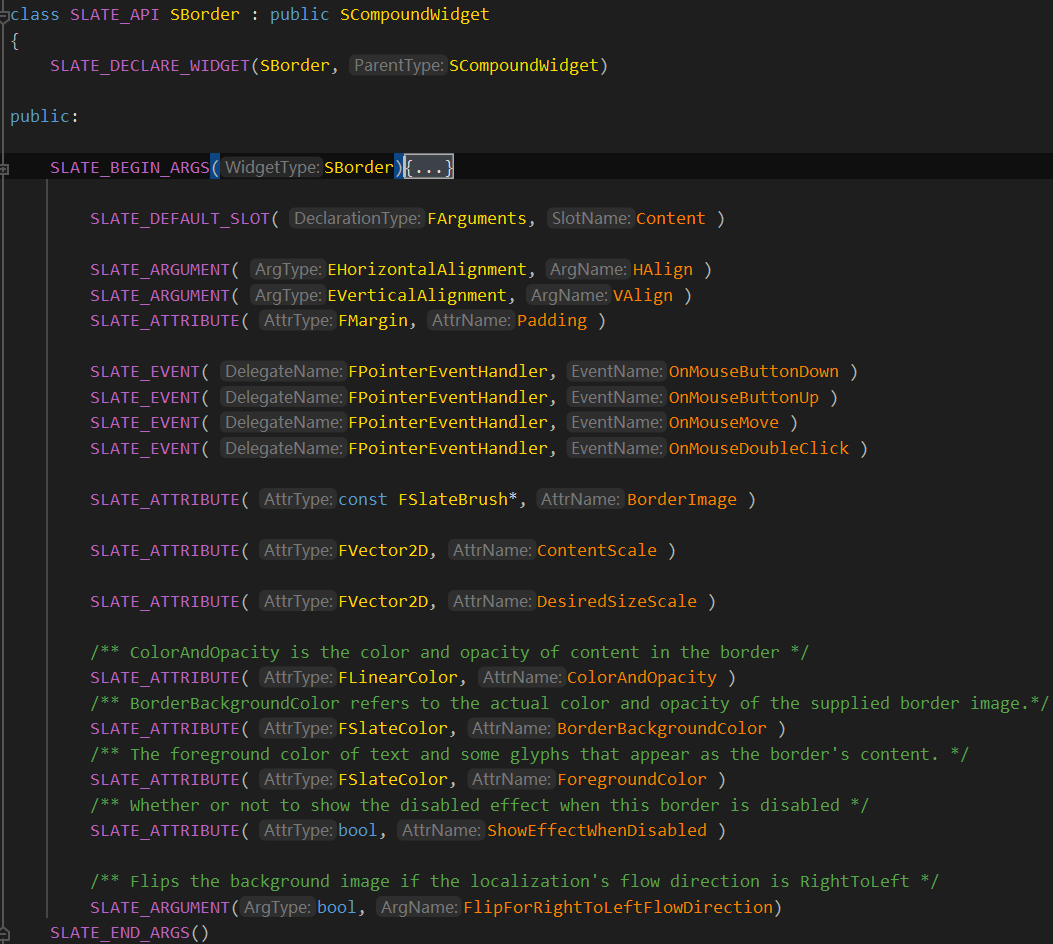 class SLATE_API SBorder : public SCompoundWidget
{
SLATE_DECLARE_WIDGET(SBorder, ParentType: SCompoundWidget)
public:
SLATE_BEGIN_ARGS( WidgetType: SBorder){...}
SLATE_DEFAULT_SLOT( DeclarationType: FArguments, SlotName: Content )
SLATE_ARGUMENT( ArgType: EHorizontalAlignment, ArgName: HAlign )
SLATE_ARGUMENT( ArgType: EVerticalAlignment, ArgName: VAlign )
SLATE_ATTRIBUTE( AttrType: FMargin, AttrName: Padding )
SLATE_EVENT( DelegateName: FPointerEventHandler, EventName: OnMouseButtonDown )
SLATE_EVENT( DelegateName: FPointerEventHandler, EventName: OnMouseButtonUp )
SLATE_EVENT( DelegateName: FPointerEventHandler, EventName: OnMouseMove )
SLATE_EVENT( DelegateName: FPointerEventHandler, EventName: OnMouseDoubleClick )
SLATE_ATTRIBUTE( AttrType: const FSlateBrush*, AttrName: BorderImage )
SLATE_ATTRIBUTE( AttrType: FVector2D, AttrName: ContentScale )
SLATE_ATTRIBUTE( AttrType: FVector2D, AttrName: DesiredSizeScale )
/** ColorAndOpacity is the color and opacity of content in the border */
SLATE_ATTRIBUTE( AttrType: FLinearColor, AttrName: ColorAndOpacity )
/** BorderBackgroundColor refers to the actual color and opacity of the supplied border image.*/
SLATE_ATTRIBUTE( AttrType: FSlateColor, AttrName: BorderBackgroundColor )
/** The foreground color of text and some glyphs that appear as the border's content. */
SLATE_ATTRIBUTE( AttrType: FSlateColor, AttrName: ForegroundColor )
/** Whether or not to show the disabled effect when this border is disabled */
SLATE_ATTRIBUTE( AttrType: bool, AttrName: ShowEffectWhenDisabled )
/** Flips the background image if the localization's flow direction is RightToLeft */
SLATE_ARGUMENT( ArgType: bool, ArgName: FlipForRightToLeftFlowDirection)
SLATE_END_ARGS()